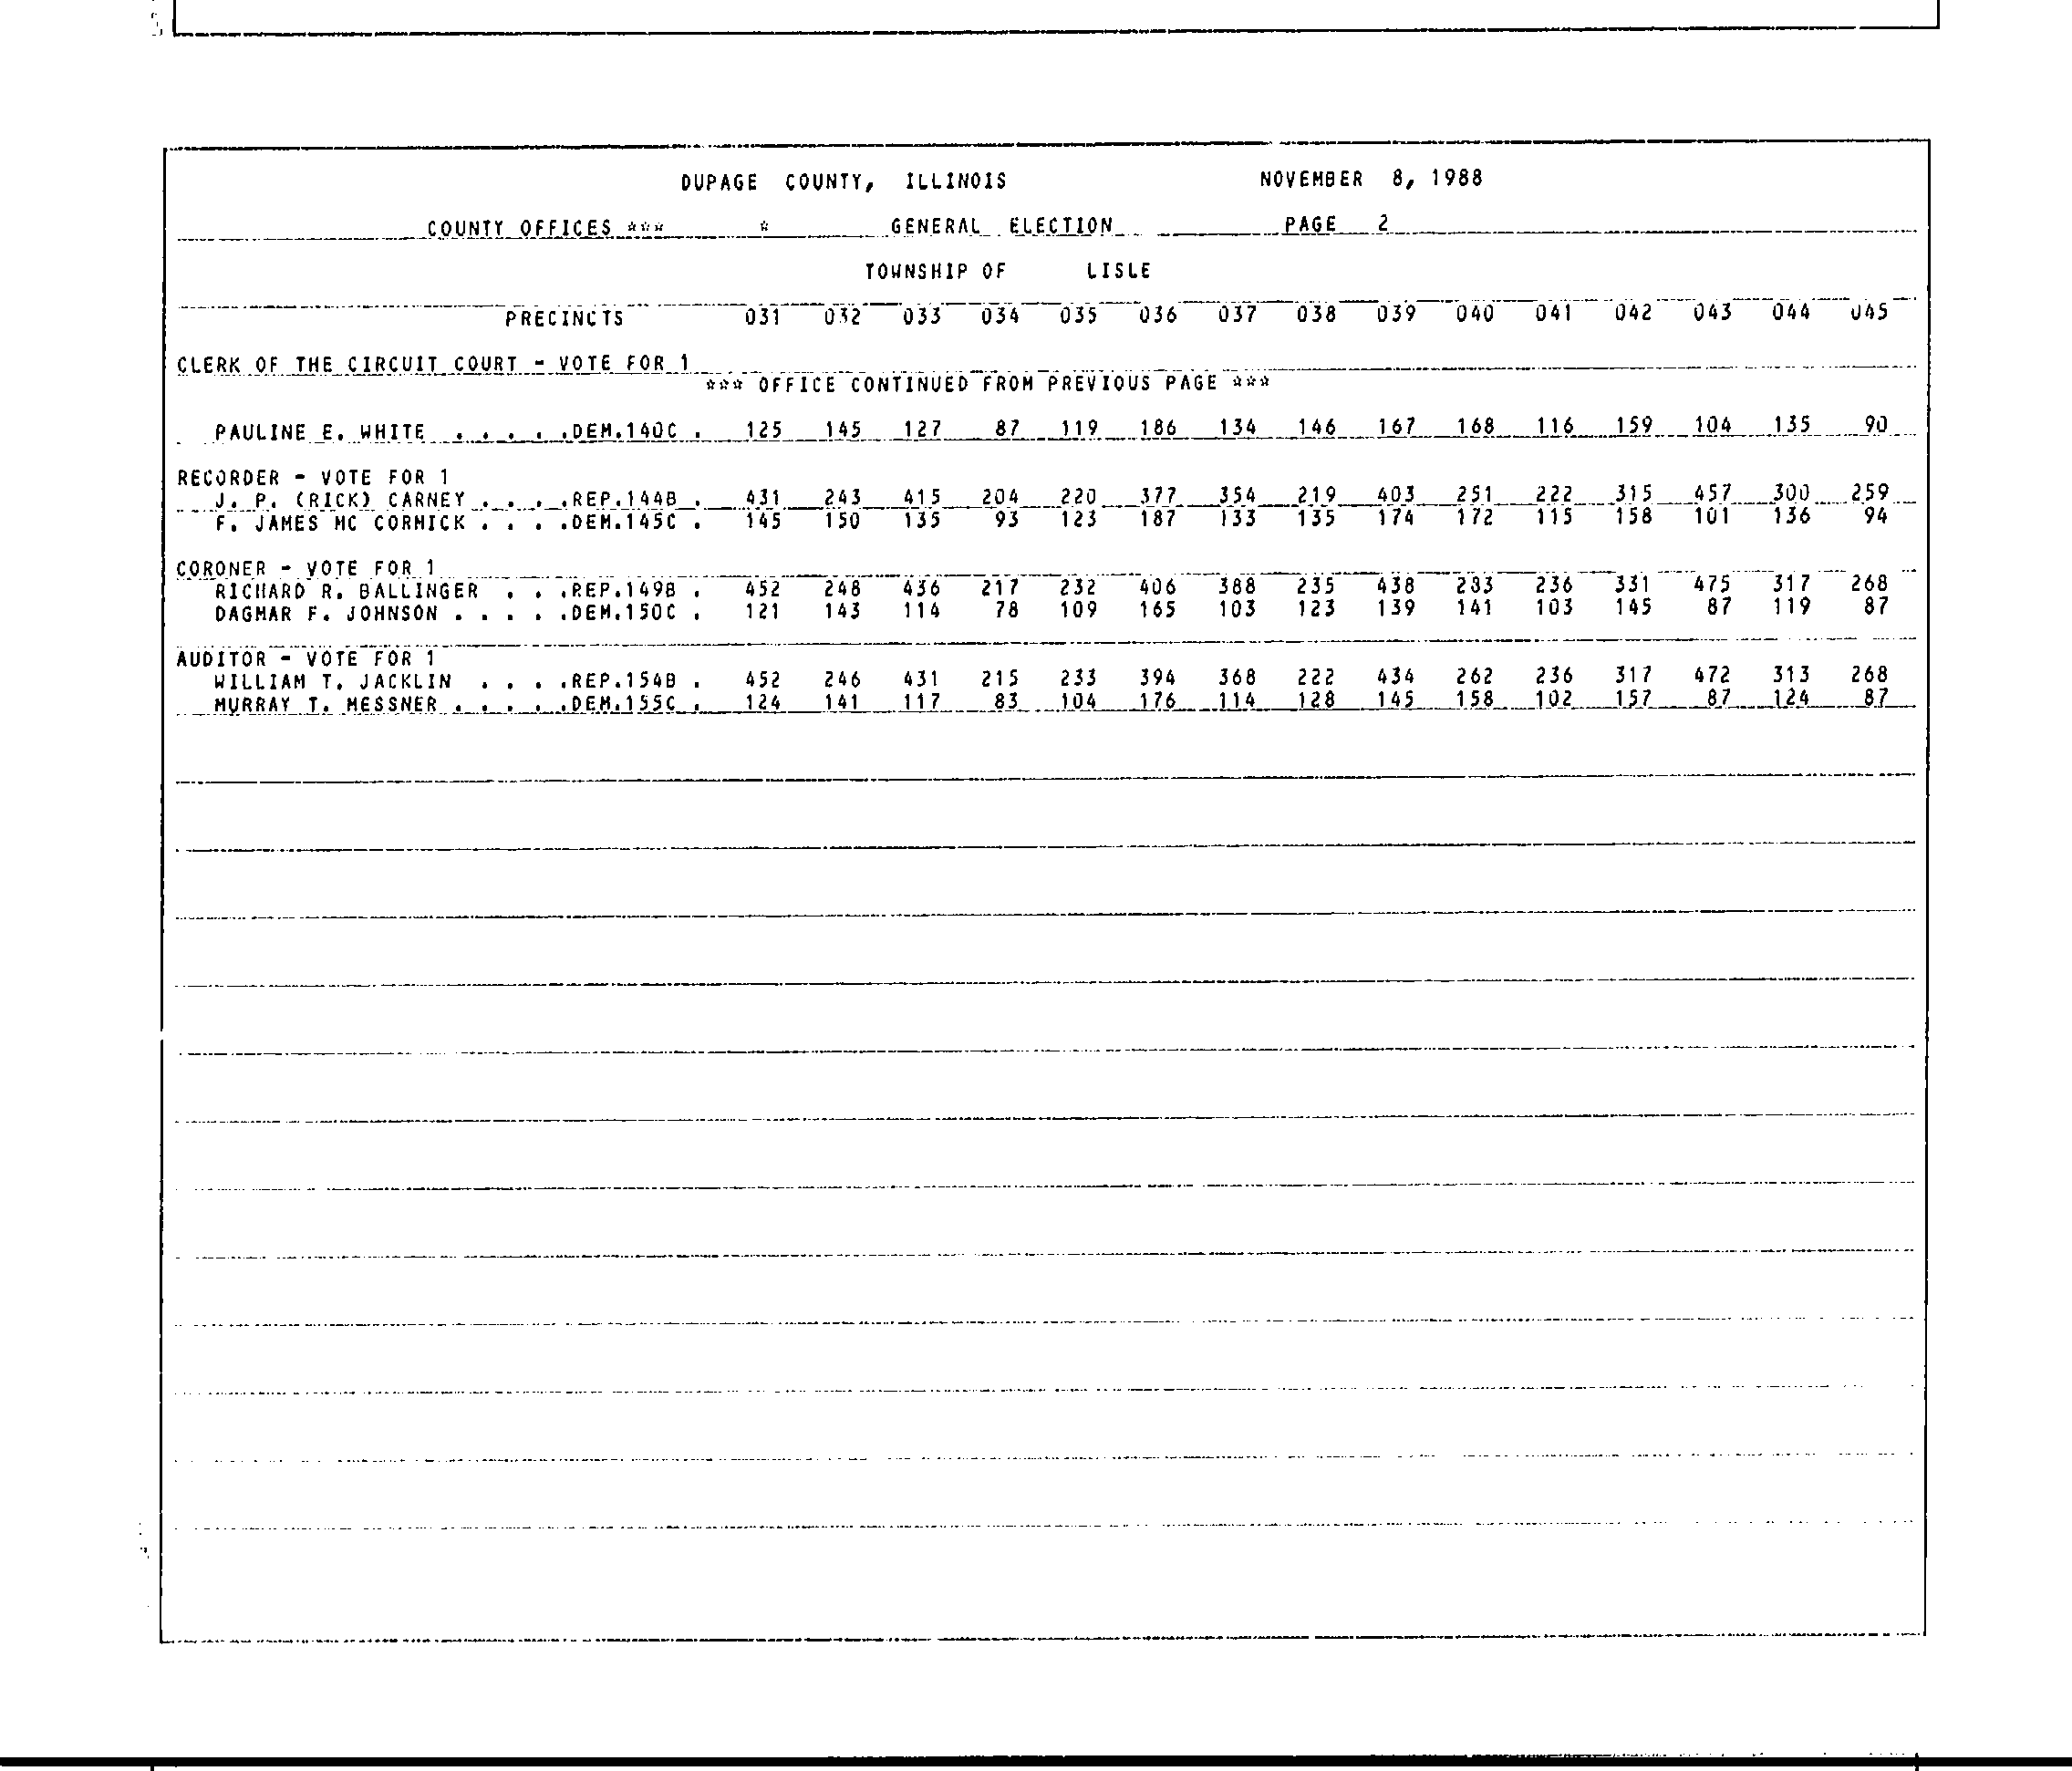 DUPAGE COUNTY, ILLINOIS NOVEMBER 8, 1988
COUNTY OFFICES *** * GENERAL ELECTION PAGE 2
TOWNSHIP OF LISLE
PRECINCTS 031 032 033 034 035 036 037 038 039 040 041 042 043 044 045
CLERK OF THE CIRCUIT COURT - VOTE FOR 1
*** OFFICE CONTINUED FROM PREVIOUS PAGE ***
PAULINE E. WHITE . . . . .DEM.140C . 125 145 127 87 119 186 134 146 167 168 116 159 104 135 90
RECORDER - VOTE FOR 1
J. P. (RICK) CARNEY . . . .REP.144B . 431 243 415 204 220 377 354 219 403 251 222 315 457 300 259
F. JAMES MC CORMICK . . . .DEM.145C . 145 150 135 93 123 187 133 135 174 172 115 158 101 136 94
CORONER - VOTE FOR 1
RICHARD R. BALLINGER . . .REP.149B . 452 248 436 217 232 406 388 235 438 283 236 331 475 317 268
DAGMAR F. JOHNSON . . . . .DEM.150C . 121 143 114 78 109 165 103 123 139 141 103 145 87 119 87
AUDITOR - VOTE FOR 1
WILLIAM T. JACKLIN . . . .REP.154B . 452 246 431 215 233 394 368 222 434 262 236 317 472 313 268
MURRAY T. MESSNER . . . . .DEM.155C . 124 141 117 83 104 176 114 128 145 158 102 157 87 124 87